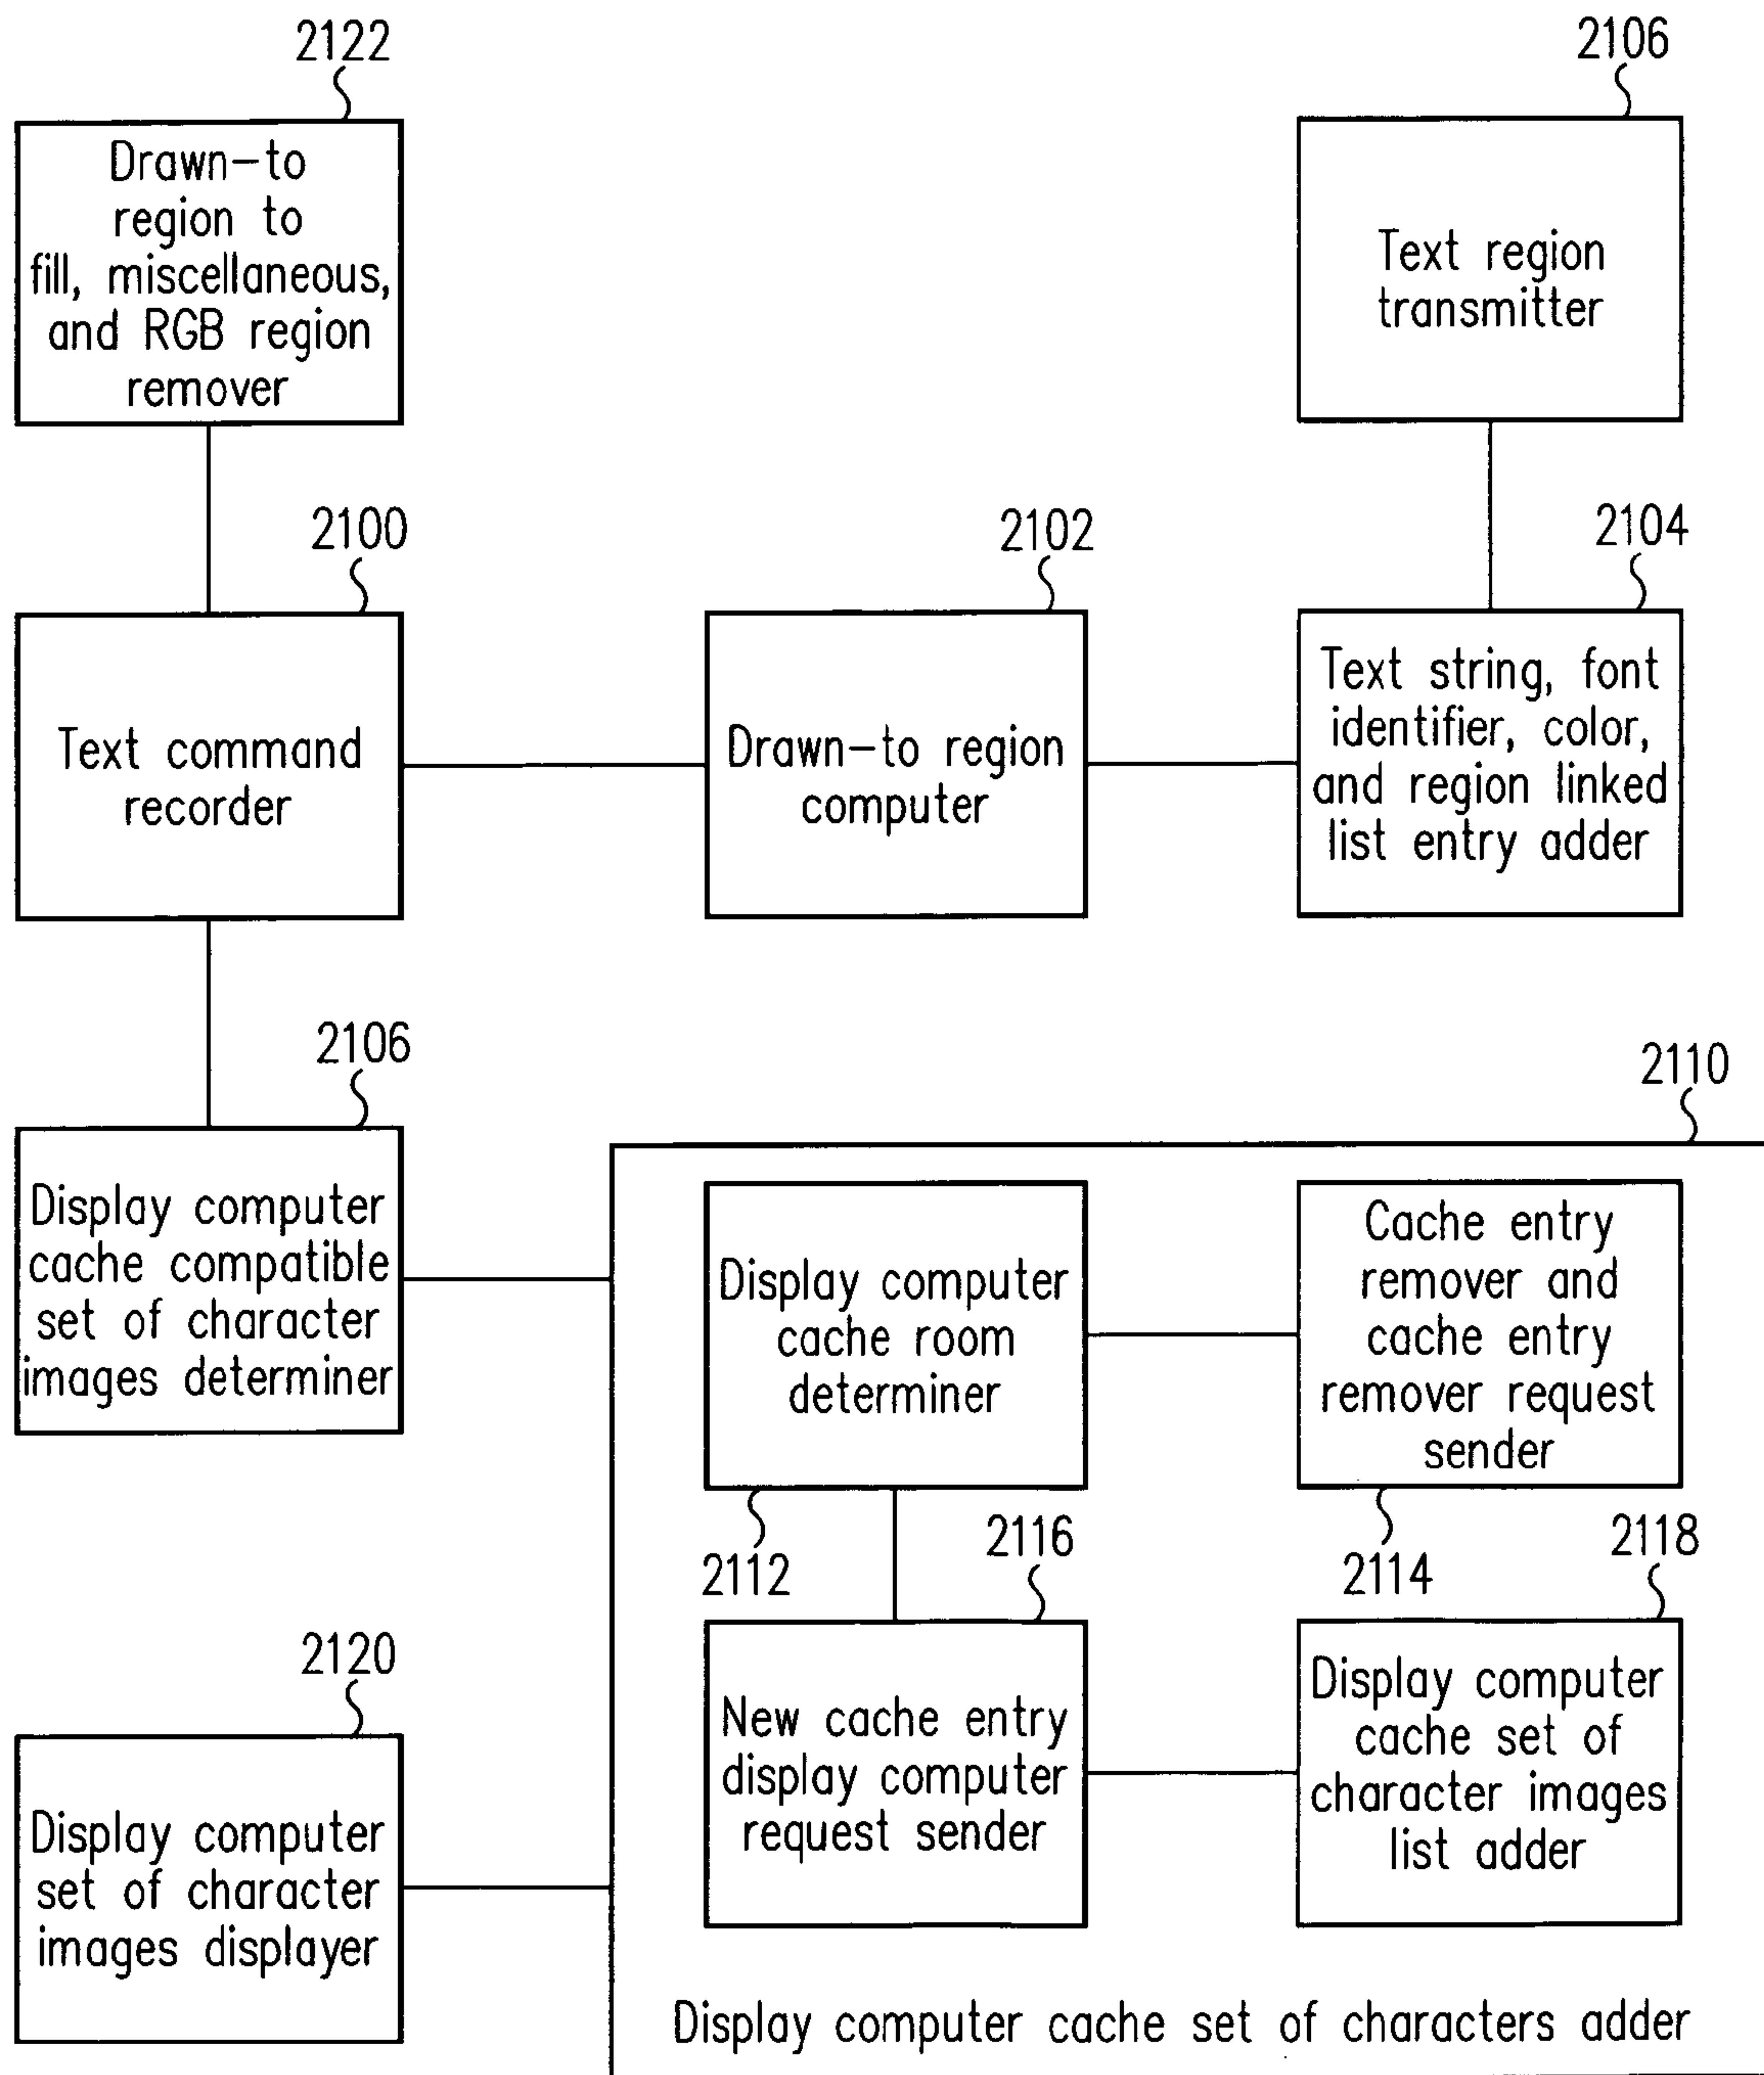 2122
Drawn-to
region to
fill, miscellaneous,
and RGB region
remover
2106
Text region
transmitter
2100
Text command
recorder
2102
Drawn-to region
computer
2104
Text string, font
identifier, color,
and region linked
list entry adder
2106
Display computer
cache compatible
set of character
images determiner
2110
Display computer
cache room
determiner
2112
Cache entry
remover and
cache entry
remover request
sender
2114
2116
New cache entry
display computer
request sender
2118
Display computer
cache set of
character images
list adder
2120
Display computer
set of character
images displayer
Display computer cache set of characters adder